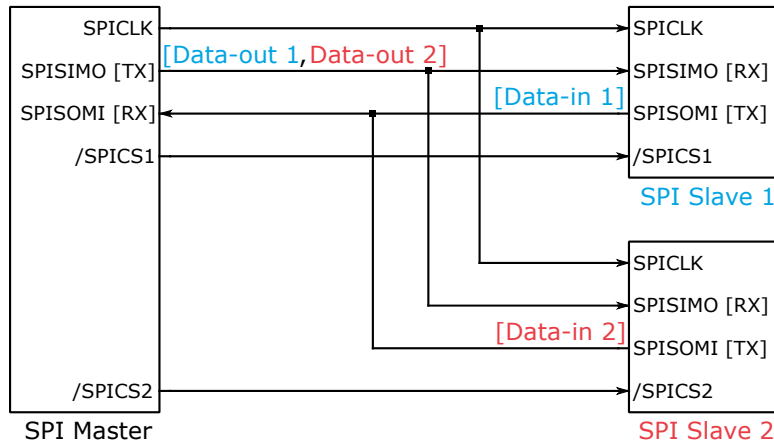 SPICLK
[Data-out 1,Data-out 2]
SPISIMO [TX]
SPISOMI [RX]
/SPICS1
/SPICS2
SPI Master
SPICLK
SPISIMO [RX]
[Data-in 1]
SPISOMI [TX]
/SPICS1
SPI Slave 1
SPICLK
SPISIMO [RX]
[Data-in 2]
SPISOMI [TX]
/SPICS2
SPI Slave 2